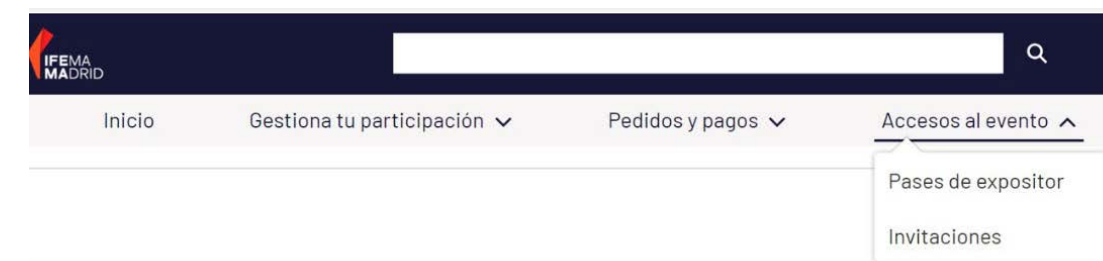 IFEMA
MADRID
Inicio
Gestiona tu participación
Pedidos y pagos
Accesos al evento
Pases de expositor
Invitaciones